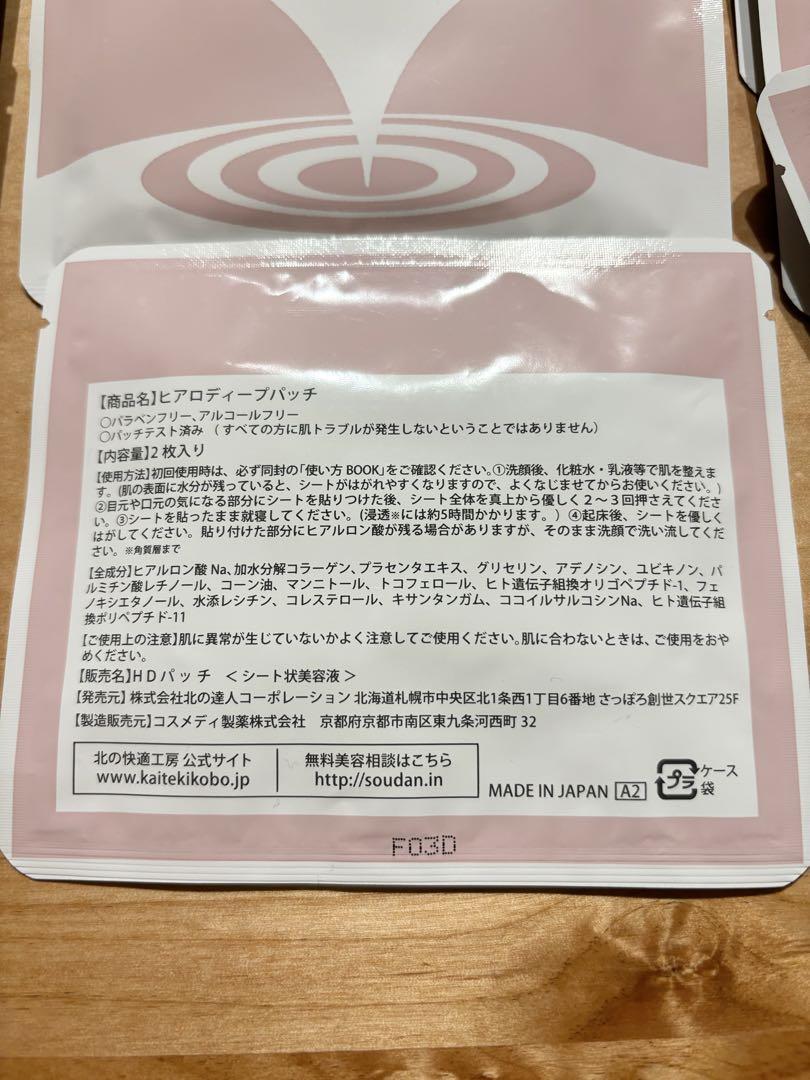 【商品名】ヒアロディープパッチ
○パラベンフリー、アルコールフリー
○パッチテスト済み （すべての方に肌トラブルが発生しないということではありません）
【内容量】2枚入り
【使用方法】初回使用時は、必ず同封の「使い方 BOOK」をご確認ください。①洗顔後、化粧水・乳液等で肌を整えま
す。(肌の表面に水分が残っていると、シートがはがれやすくなりますので、よくなじませてからお使いください。)
②目元や口元の気になる部分にシートを貼りつけた後、シート全体を真上から優しく2～3回押さえてくださ
い。③シートを貼ったまま就寝してください。(浸透※には約5時間かかります。) ④起床後、シートを優しく
はがしてください。貼り付けた部分にヒアルロン酸が残る場合がありますが、そのまま洗顔で洗い流してくだ
さい。※角質層まで
【全成分】ヒアルロン酸 Na、加水分解コラーゲン、プラセンタエキス、グリセリン、アデノシン、ユビキノン、パ
ルミチン酸レチノール、コーン油、マンニトール、トコフェロール、ヒト遺伝子組換オリゴペプチド-1、フェ
ノキシエタノール、水添レシチン、コレステロール、キサンタンガム、ココイルサルコシンNa、ヒト遺伝子組
換ポリペプチド-11
【ご使用上の注意】肌に異常が生じていないかよく注意してご使用ください。肌に合わないときは、ご使用をおや
めください。
【販売名】HDパッチ ＜シート状美容液＞
【発売元】株式会社北の達人コーポレーション 北海道札幌市中央区北1条西1丁目6番地 さっぽろ創世スクエア25F
【製造販売元】コスメディ製薬株式会社 京都府京都市南区東九条河西町 32
北の快適工房 公式サイト
www.kaitekikobo.jp
無料美容相談はこちら
http://soudan.in
MADE IN JAPAN A2
プラ
ケース
袋
F03D